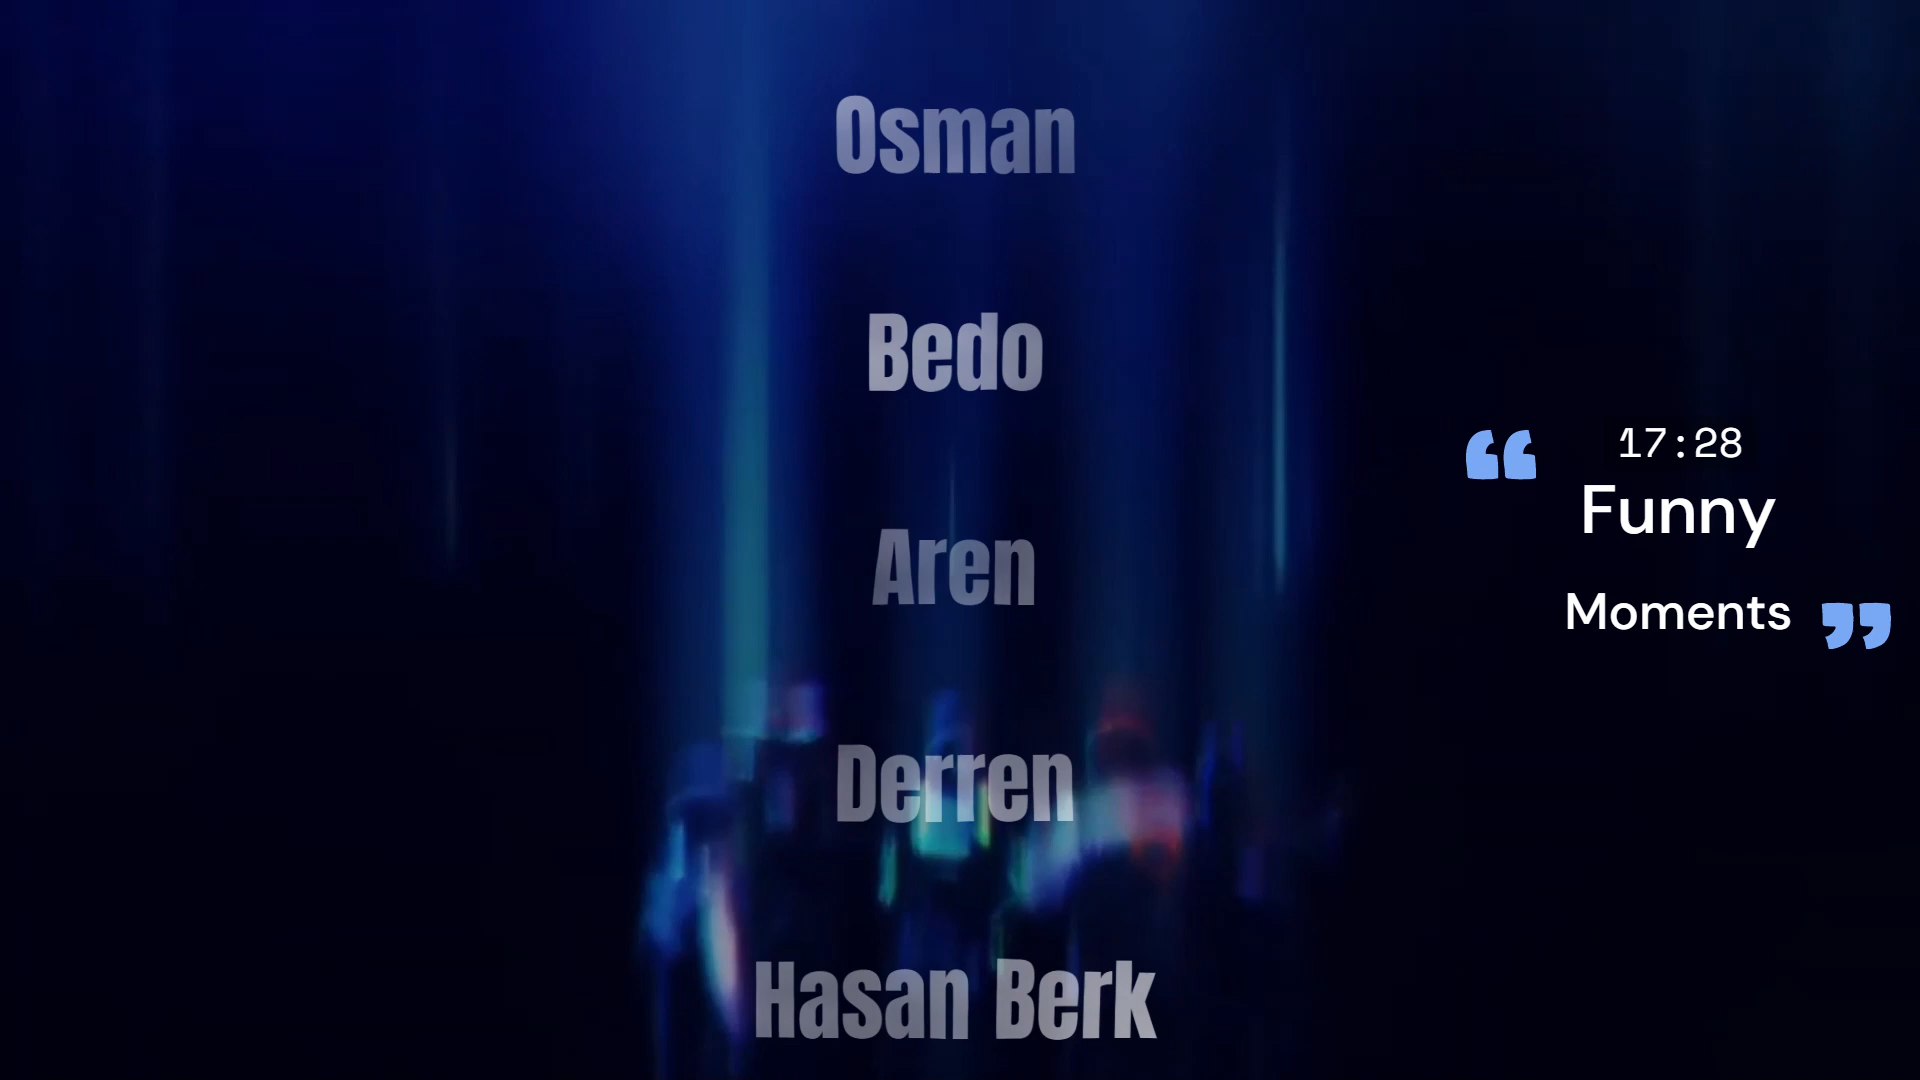 Osman
Bedo
Aren
Derren
Hasan Berk
“
17:28
Funny
Moments ”